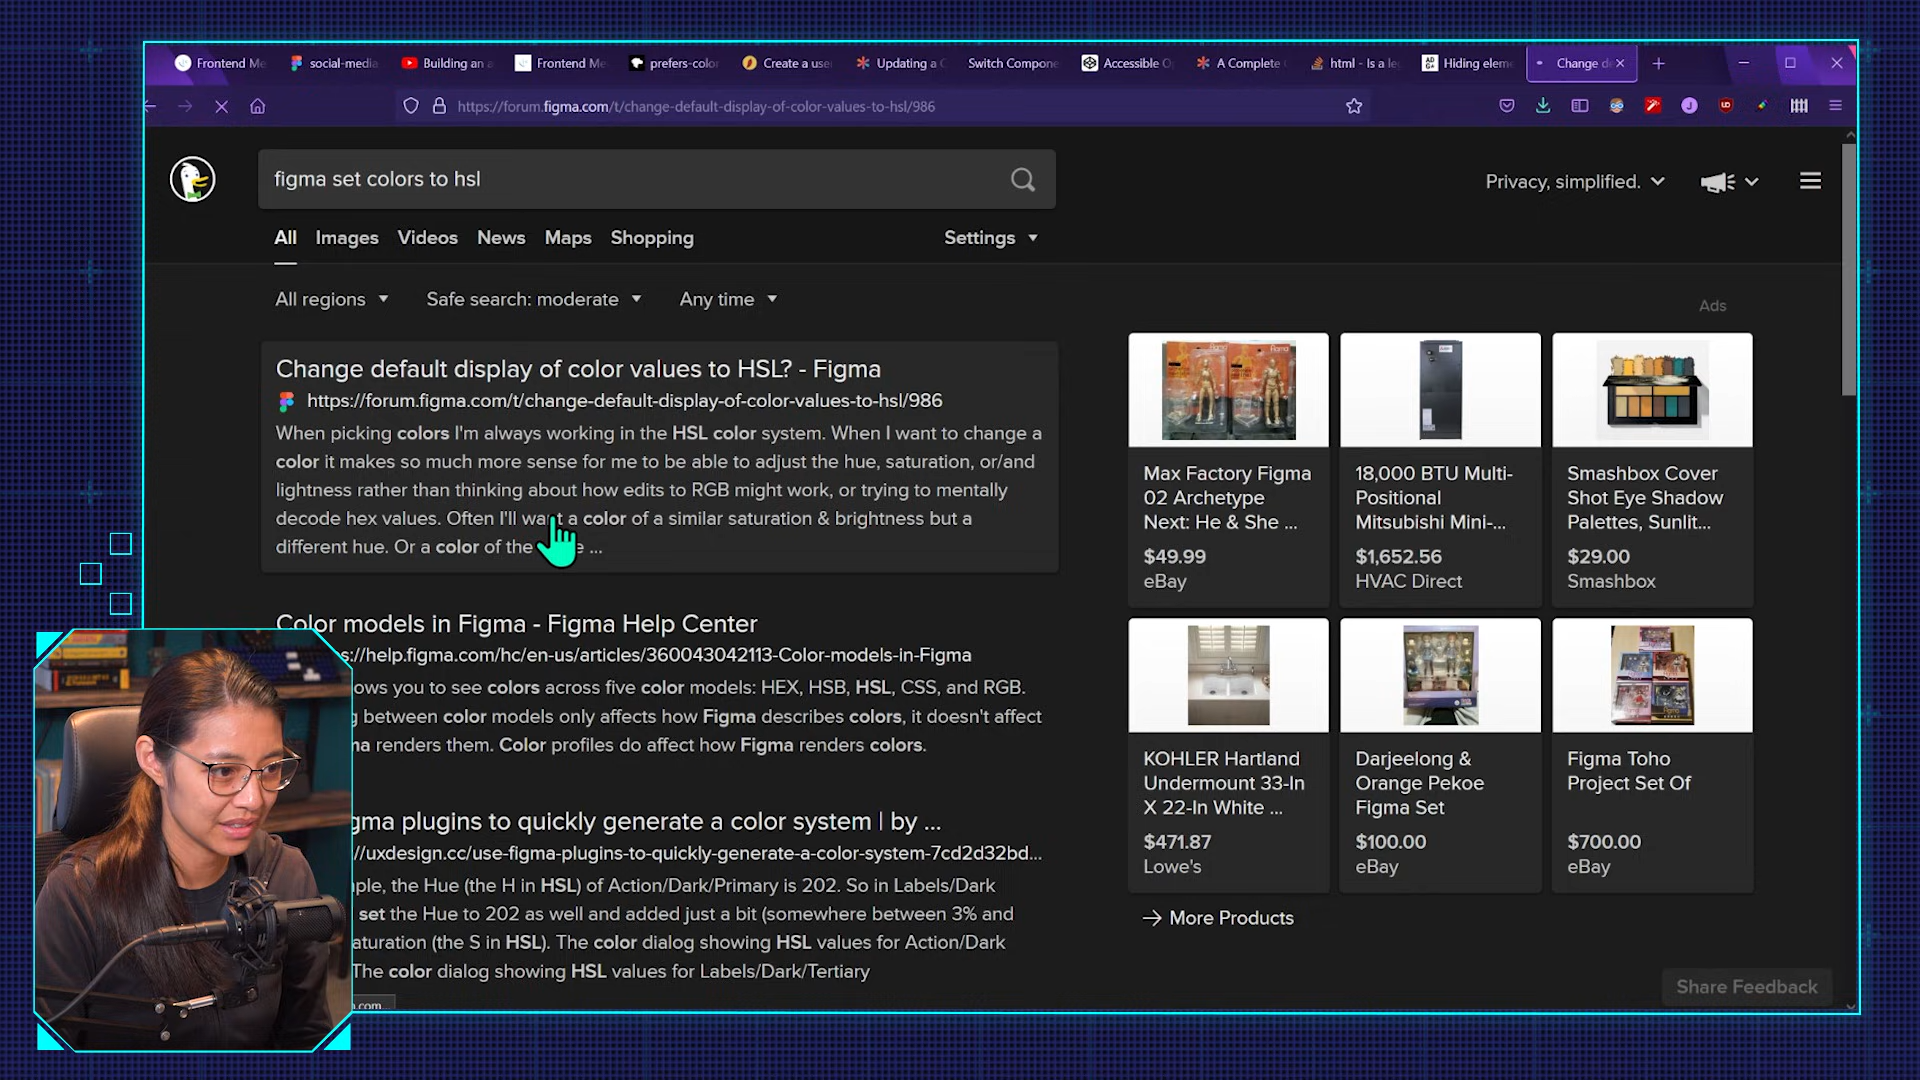 Frontend Me
social-media
Building an a
Frontend Me
prefers-color
Create a use
Updating a C
Switch Compone
Accessible O
A Complete
html - Is a le
Hiding eleme
Change d
https://forum.figma.com/t/change-default-display-of-color-values-to-hsl/986
figma set colors to hsl
Privacy, simplified.
All
Images
Videos
News
Maps
Shopping
Settings
All regions
Safe search: moderate
Any time
Change default display of color values to HSL? - Figma
https://forum.figma.com/t/change-default-display-of-color-values-to-hsl/986
When picking colors I'm always working in the HSL color system. When I want to change a
color it makes so much more sense for me to be able to adjust the hue, saturation, or/and
lightness rather than thinking about how edits to RGB might work, or trying to mentally
decode hex values. Often I'll want a color of a similar saturation & brightness but a
different hue. Or a color of the ...
Color models in Figma - Figma Help Center
s://help.figma.com/hc/en-us/articles/360043042113-Color-models-in-Figma
ows you to see colors across five color models: HEX, HSB, HSL, CSS, and RGB.
g between color models only affects how Figma describes colors, it doesn't affect
ma renders them. Color profiles do affect how Figma renders colors.
gma plugins to quickly generate a color system | by ...
//uxdesign.cc/use-figma-plugins-to-quickly-generate-a-color-system-7cd2d32bd...
ple, the Hue (the H in HSL) of Action/Dark/Primary is 202. So in Labels/Dark
set the Hue to 202 as well and added just a bit (somewhere between 3% and
aturation (the S in HSL). The color dialog showing HSL values for Action/Dark
The color dialog showing HSL values for Labels/Dark/Tertiary
.com...
Ads
Max Factory Figma
02 Archetype
Next: He & She ...
$49.99
eBay
18,000 BTU Multi-
Positional
Mitsubishi Mini-...
$1,652.56
HVAC Direct
Smashbox Cover
Shot Eye Shadow
Palettes, Sunlit...
$29.00
Smashbox
KOHLER Hartland
Undermount 33-In
X 22-In White ...
$471.87
Lowe's
Darjeelong &
Orange Pekoe
Figma Set
$100.00
eBay
Figma Toho
Project Set Of
$700.00
eBay
More Products
Share Feedback